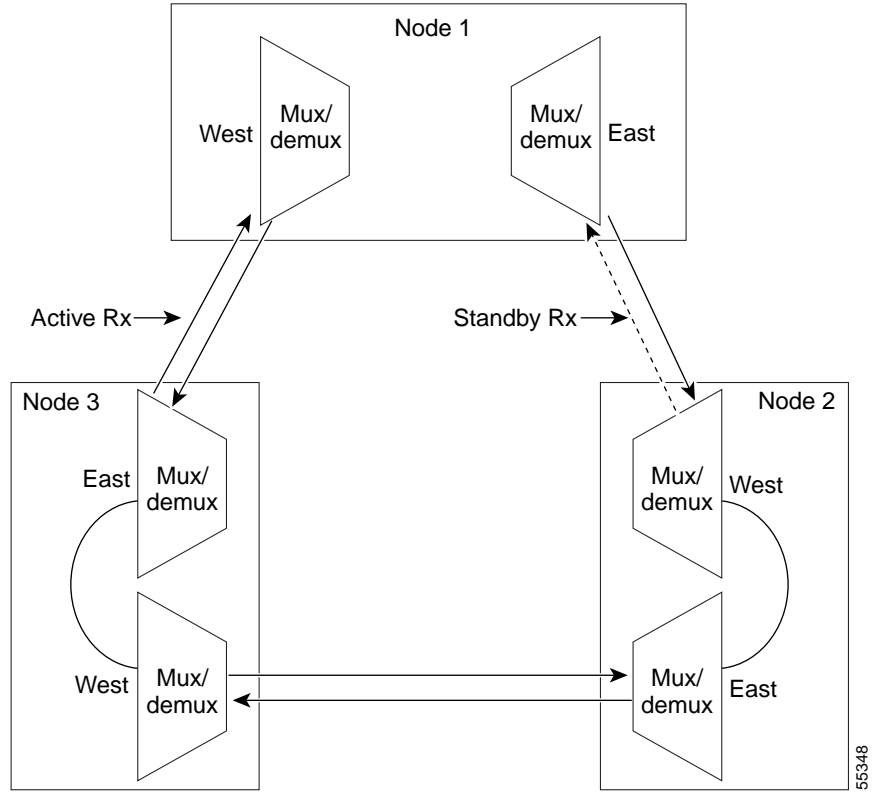 Node 1
West
Mux/
demux
Mux/
demux
East
Active Rx
Standby Rx
Node 3
East
Mux/
demux
West
Mux/
demux
Node 2
Mux/
demux
West
Mux/
demux
East
55348